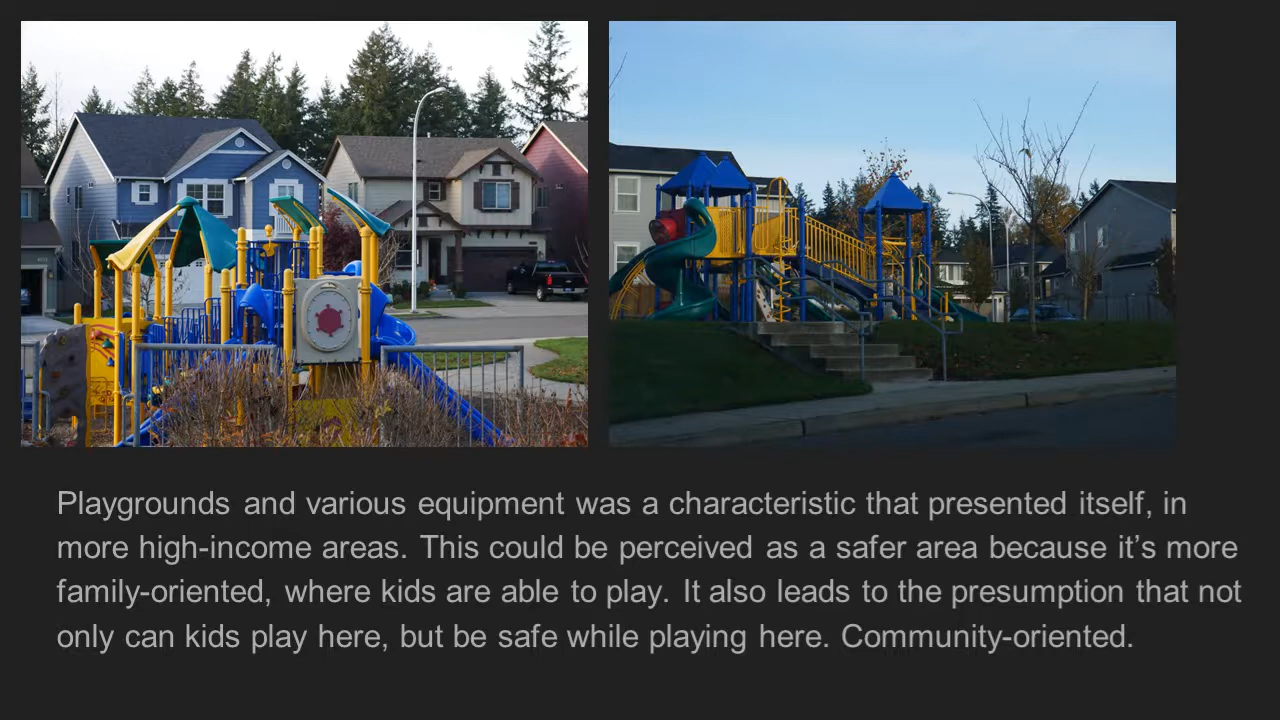 Playgrounds and various equipment was a characteristic that presented itself, in
more high-income areas. This could be perceived as a safer area because it’s more
family-oriented, where kids are able to play. It also leads to the presumption that not
only can kids play here, but be safe while playing here. Community-oriented.